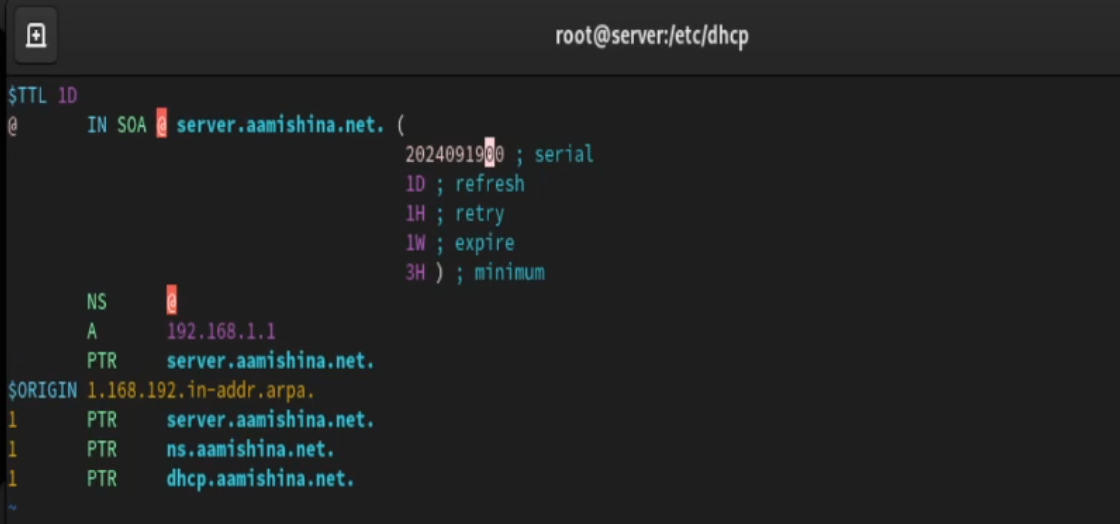 root@server:/etc/dhcp
$TTL 1D
@ IN SOA @ server.aamishina.net. (
2024091900 ; serial
1D ; refresh
1H ; retry
1W ; expire
3H ) ; minimum
NS @
A 192.168.1.1
PTR server.aamishina.net.
$ORIGIN 1.168.192.in-addr.arpa.
1 PTR server.aamishina.net.
1 PTR ns.aamishina.net.
1 PTR dhcp.aamishina.net.
~